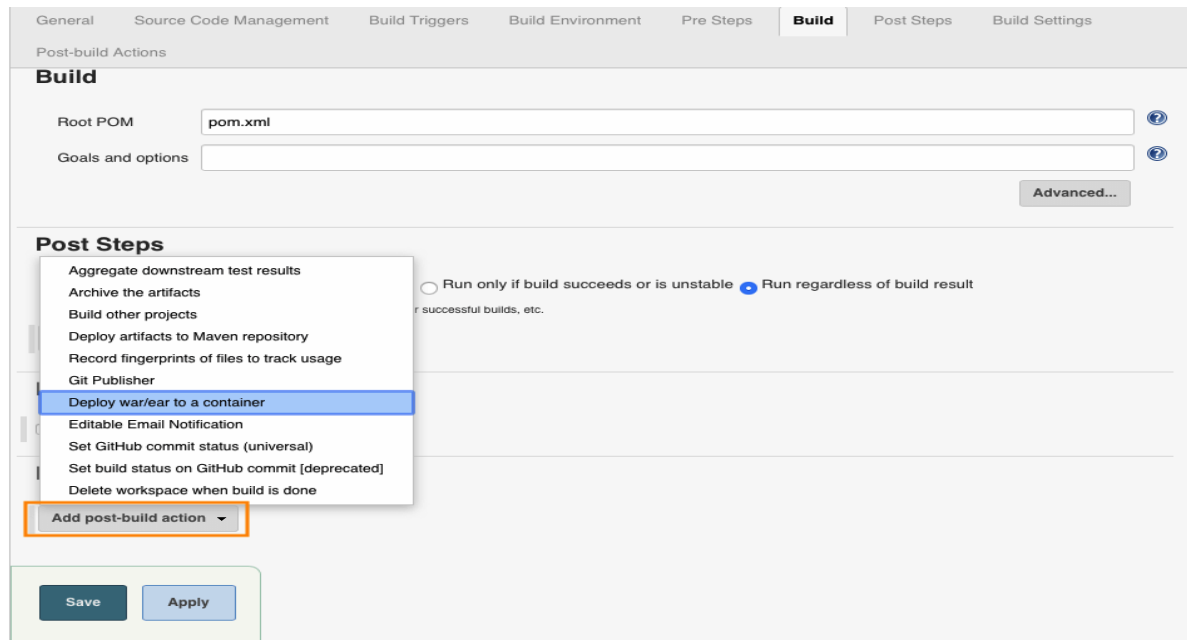 General Source Code Management Build Triggers Build Environment Pre Steps Build Post Steps Build Settings
Post-build Actions
Build
Root POM pom.xml
Goals and options
Advanced...
Post Steps
Run only if build succeeds or is unstable Run regardless of build result
successful builds, etc.
Aggregate downstream test results
Archive the artifacts
Build other projects
Deploy artifacts to Maven repository
Record fingerprints of files to track usage
Git Publisher
Deploy war/ear to a container
Editable Email Notification
Set GitHub commit status (universal)
Set build status on GitHub commit [deprecated]
Delete workspace when build is done
Add post-build action
Save Apply